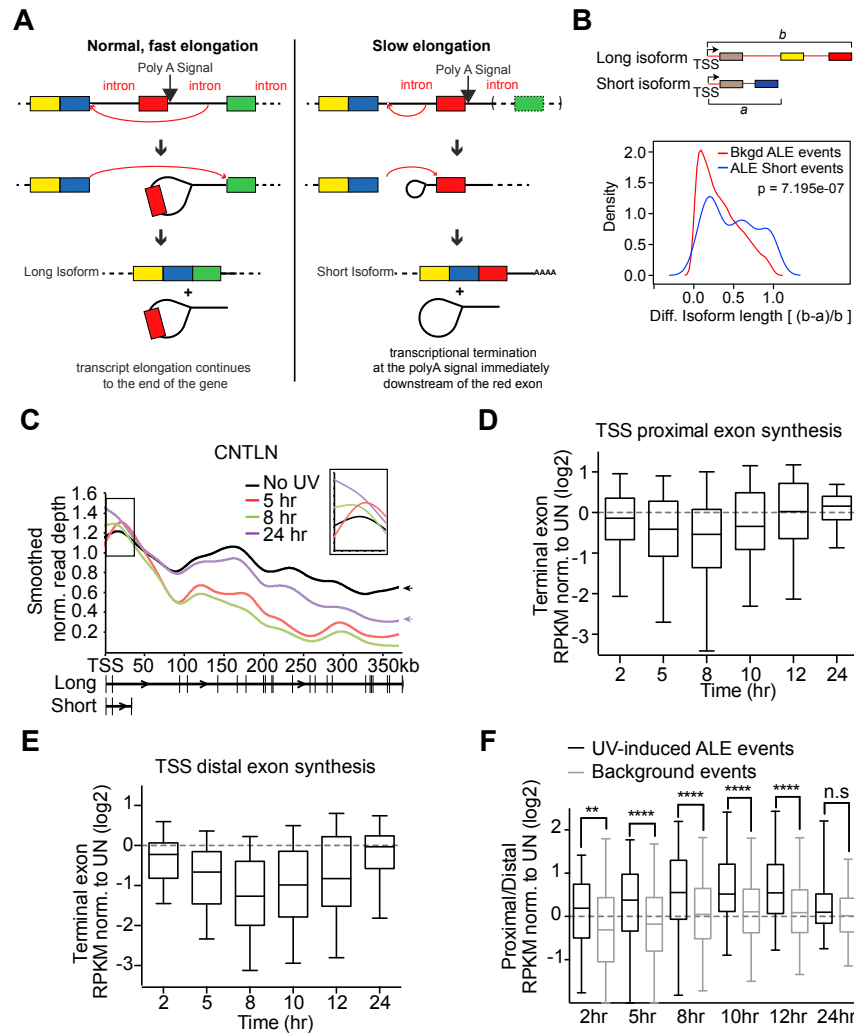 A
Normal, fast elongation
Poly A Signal
intron
intron
intron
Long Isoform
+
transcript elongation continues
to the end of the gene
Slow elongation
Poly A Signal
intron
intron
Short Isoform
AAAA
+
transcriptional termination
at the polyA signal immediately
downstream of the red exon
B
b
Long isoform
TSS
Short isoform
TSS
a
Bkgd ALE events
ALE Short events
p = 7.195e-07
Density
2.0
1.5
1.0
0.5
0.0
0.0 0.5 1.0
Diff. Isoform length [ (b-a)/b ]
C
CNTLN
No UV
5 hr
8 hr
24 hr
Smoothed
norm. read depth
1.6
1.4
1.2
1.0
0.8
0.6
0.4
0.2
TSS 50 100 150 200 250 300 350kb
Long
Short
D
TSS proximal exon synthesis
Terminal exon
RPKM norm. to UN (log2)
1
0
-1
-2
-3
2 5 8 10 12 24
Time (hr)
E
TSS distal exon synthesis
Terminal exon
RPKM norm. to UN (log2)
1
0
-1
-2
-3
2 5 8 10 12 24
Time (hr)
F
UV-induced ALE events
Background events
** **** **** **** **** n.s
Proximal/Distal
RPKM norm. to UN (log2)
2
1
0
-1
2hr 5hr 8hr 10hr 12hr 24hr